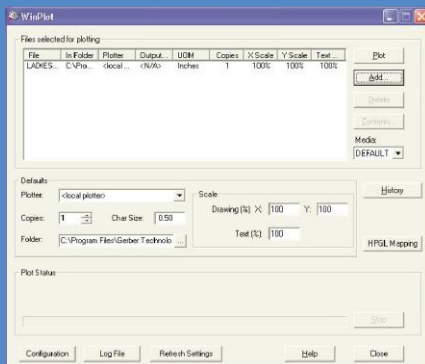 WinPlot
Files selected for plotting
File In Folder Plotter Output... UOM Copies X Scale Y Scale Text ...
LADIES... C:\Pro... <local... <N/A> Inches 1 100% 100% 100%
Plot
Add...
Delete
Contents...
Media:
DEFAULT
Defaults
Plotter: <local plotter>
Copies: 1 Char Size: 0.50
Folder: C:\Program Files\Gerber Technolo ...
Scale
Drawing (%) X: 100 Y: 100
Text (%) 100
History
HPGL Mapping
Plot Status
Stop
Configuration Log File Refresh Settings Help Close